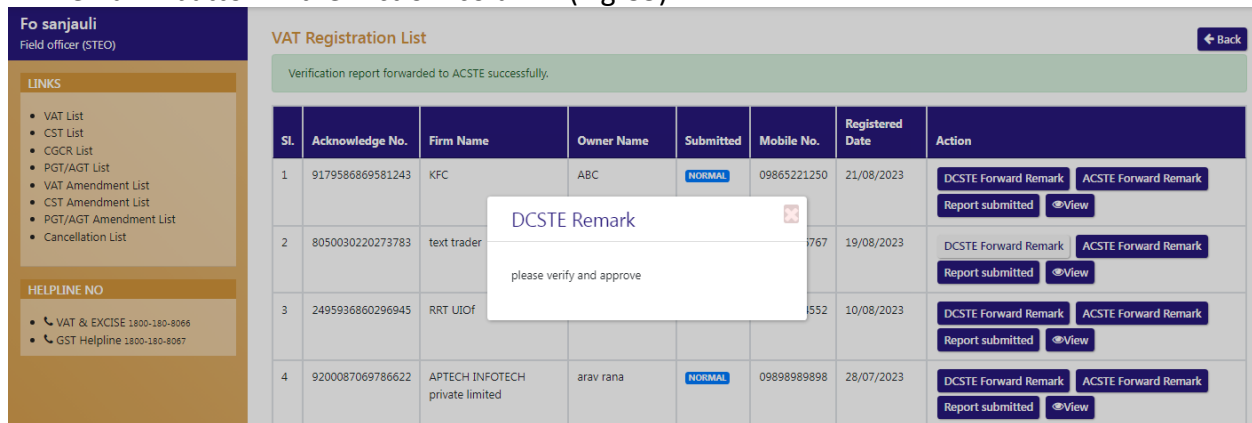 Fo sanjauli
Field officer (STEO)
LINKS
• VAT List
• CST List
• CGCR List
• PGT/AGT List
• VAT Amendment List
• CST Amendment List
• PGT/AGT Amendment List
• Cancellation List
HELPLINE NO
• VAT & EXCISE 1800-180-8066
• GST Helpline 1800-180-8067
VAT Registration List
Back
Verification report forwarded to ACSTE successfully.
Sl. Acknowledge No. Firm Name Owner Name Submitted Mobile No. Registered Date Action
1 9179586869581243 KFC ABC NORMAL 09865221250 21/08/2023 DCSTE Forward Remark ACSTE Forward Remark
Report submitted View
DCSTE Remark
please verify and approve
2 8050030220273783 text trader 6767 19/08/2023 DCSTE Forward Remark ACSTE Forward Remark
Report submitted View
3 2495936860296945 RRT UIOf 4552 10/08/2023 DCSTE Forward Remark ACSTE Forward Remark
Report submitted View
4 9200087069786622 APTECH INFOTECH arav rana NORMAL 09898989898 28/07/2023 DCSTE Forward Remark ACSTE Forward Remark
private limited
Report submitted View